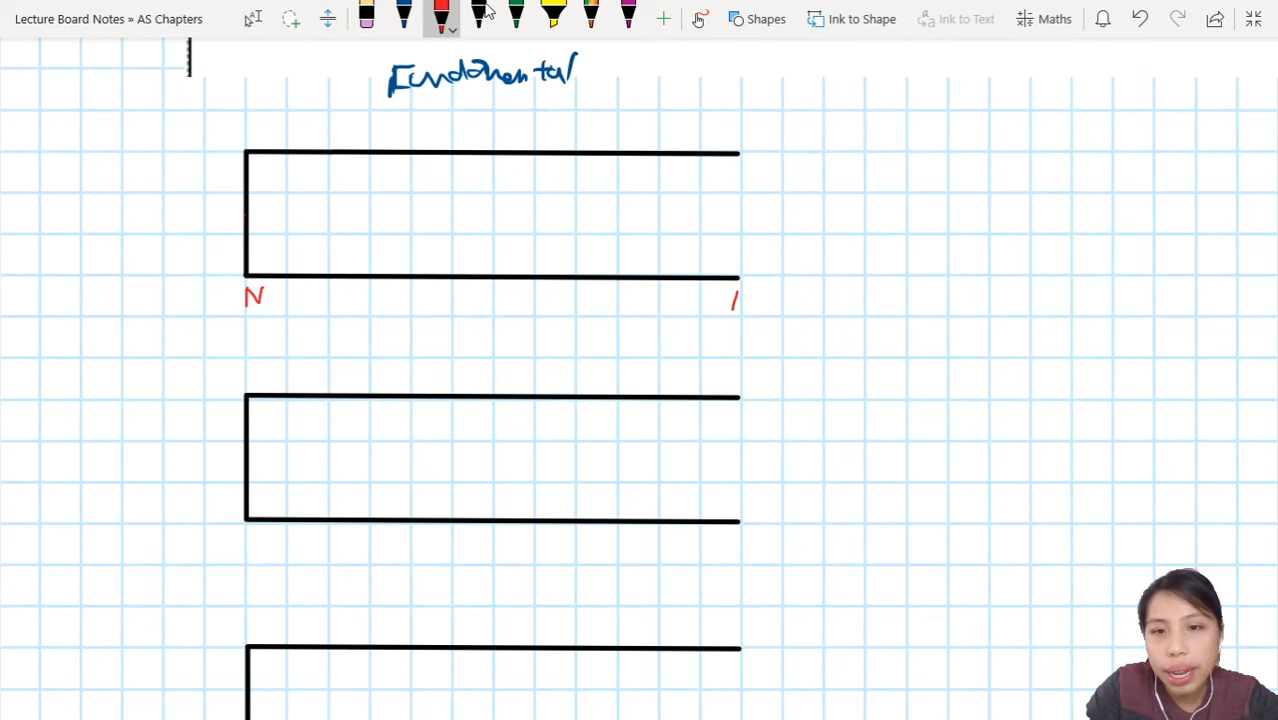 Lecture Board Notes » AS Chapters
Shapes
Ink to Shape
Ink to Text
Maths
Fundamental
N